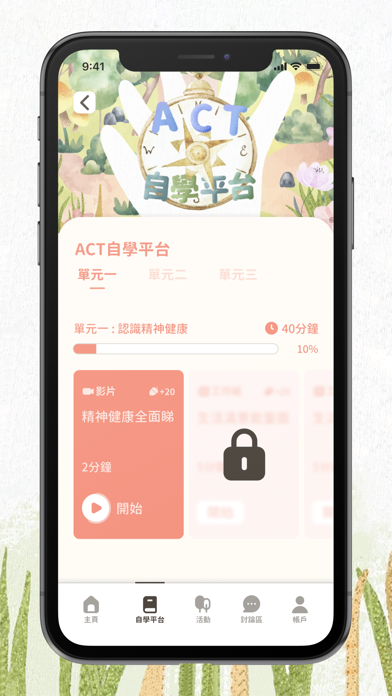 9:41
ACT
W
E
自學平台
ACT自學平台
單元一
單元二
單元三
單元一 : 認識精神健康
40分鐘
10%
影片
+20
精神健康全面睇
2分鐘
開始
主頁
自學平台
活動
討論區
帳戶